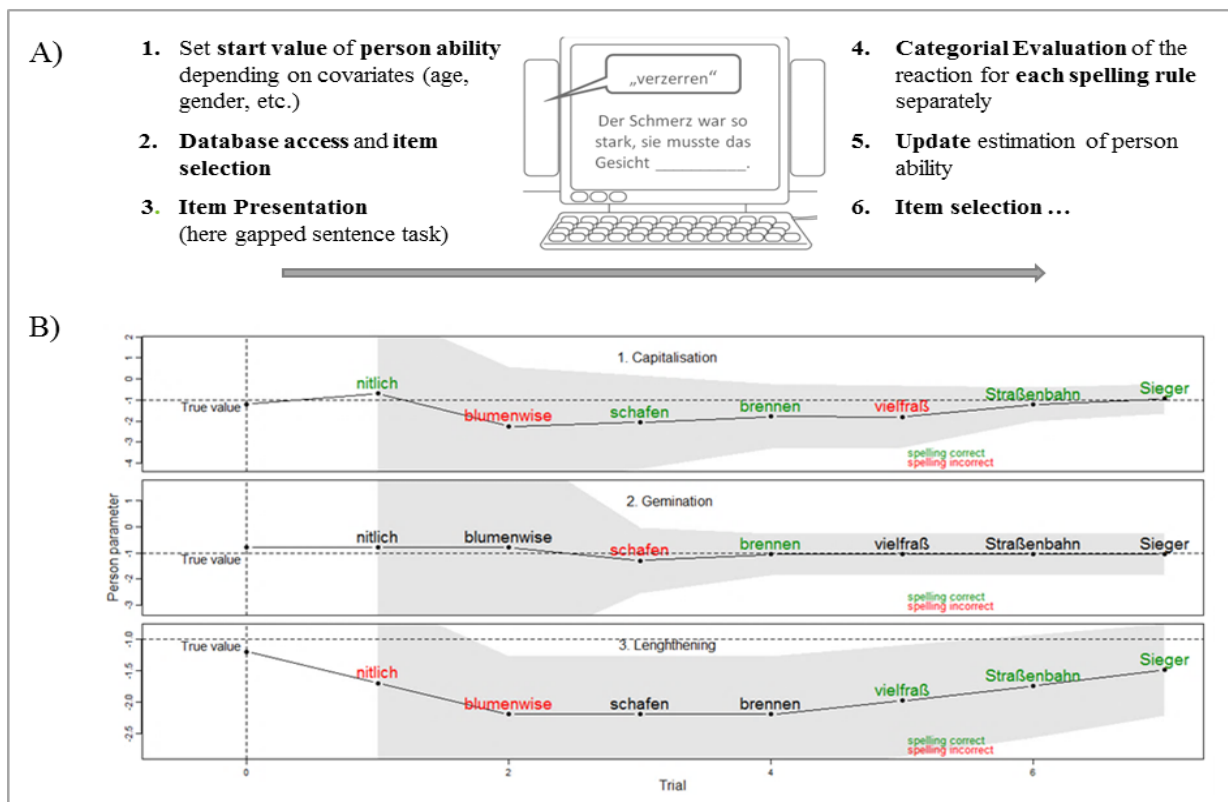 A)
1. Set start value of person ability
depending on covariates (age,
gender, etc.)
2. Database access and item
selection
3. Item Presentation
(here gapped sentence task)
„verzerren“
Der Schmerz war so
stark, sie musste das
Gesicht __________.
4. Categorial Evaluation of the
reaction for each spelling rule
separately
5. Update estimation of person
ability
6. Item selection …
B)
Person parameter
1. Capitalisation
2
1
0
-1
-2
-3
-4
True value
nitlich
blumenwise
schafen
brennen
vielfraß
Straßenbahn
Sieger
spelling correct
spelling incorrect
2. Gemination
1
0
-1
-2
-3
True value
nitlich
blumenwise
schafen
brennen
vielfraß
Straßenbahn
Sieger
spelling correct
spelling incorrect
3. Lenghthening
-1.0
-1.5
-2.0
-2.5
True value
nitlich
blumenwise
schafen
brennen
vielfraß
Straßenbahn
Sieger
spelling correct
spelling incorrect
0 2 4 6
Trial